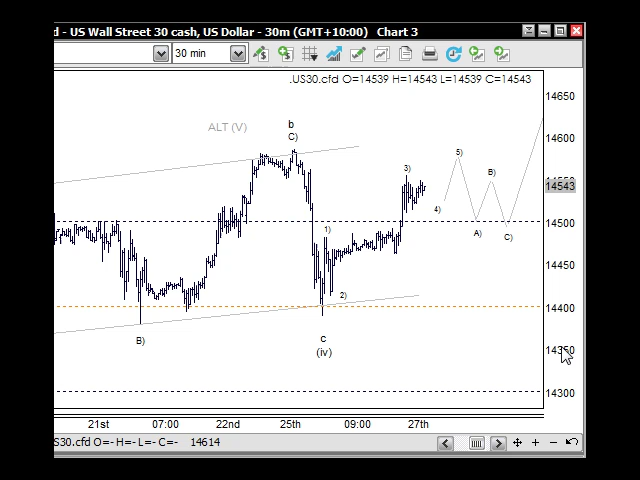 d - US Wall Street 30 cash, US Dollar - 30m (GMT+10:00) Chart 3
30 min
.US30.cfd O=14539 H=14543 L=14539 C=14543
14650
14600
14543
14500
14450
14400
14350
14300
ALT (V)
b
C)
3)
5)
B)
4)
1)
A)
C)
2)
B)
c
(iv)
21st 07:00 22nd 25th 09:00 27th
S30.cfd O=- H=- L=- C=- 14614